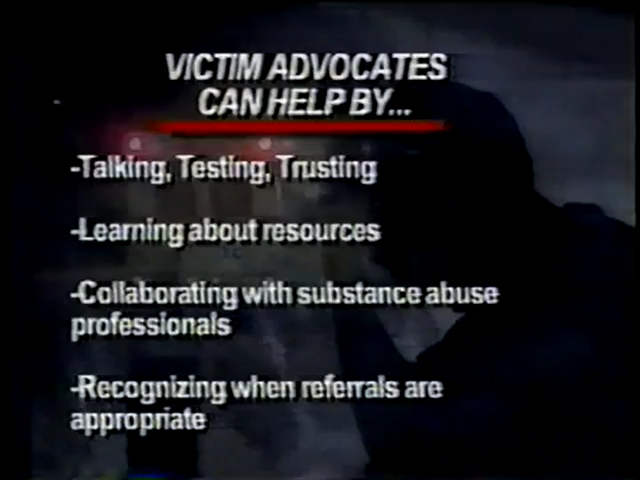 VICTIM ADVOCATES
CAN HELP BY...
-Talking, Testing, Trusting
-Learning about resources
-Collaborating with substance abuse
professionals
-Recognizing when referrals are
appropriate